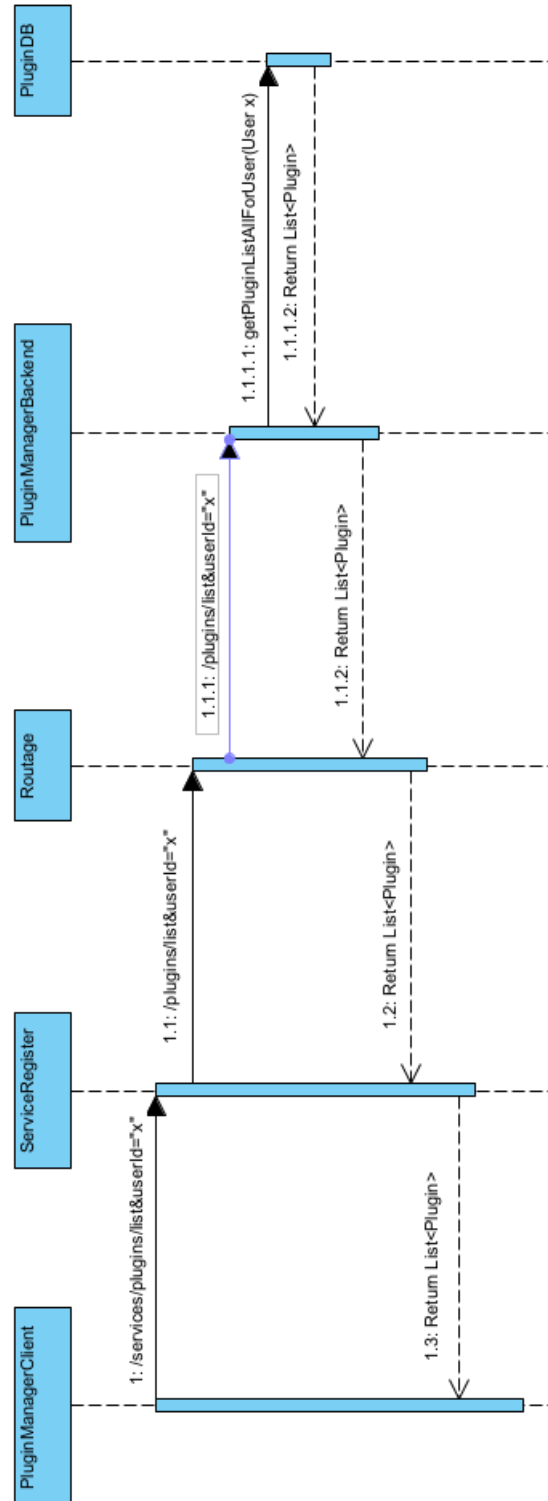 PluginManagerClient
ServiceRegister
Routage
PluginManagerBackend
PluginDB
1: /services/plugins/list&userId="x"
1.1: /plugins/list&userId="x"
1.1.1: /plugins/list&userId="x"
1.1.1.1: getPluginListAllForUser(User x)
1.1.1.2: Return List<Plugin>
1.1.2: Return List<Plugin>
1.2: Return List<Plugin>
1.3: Return List<Plugin>